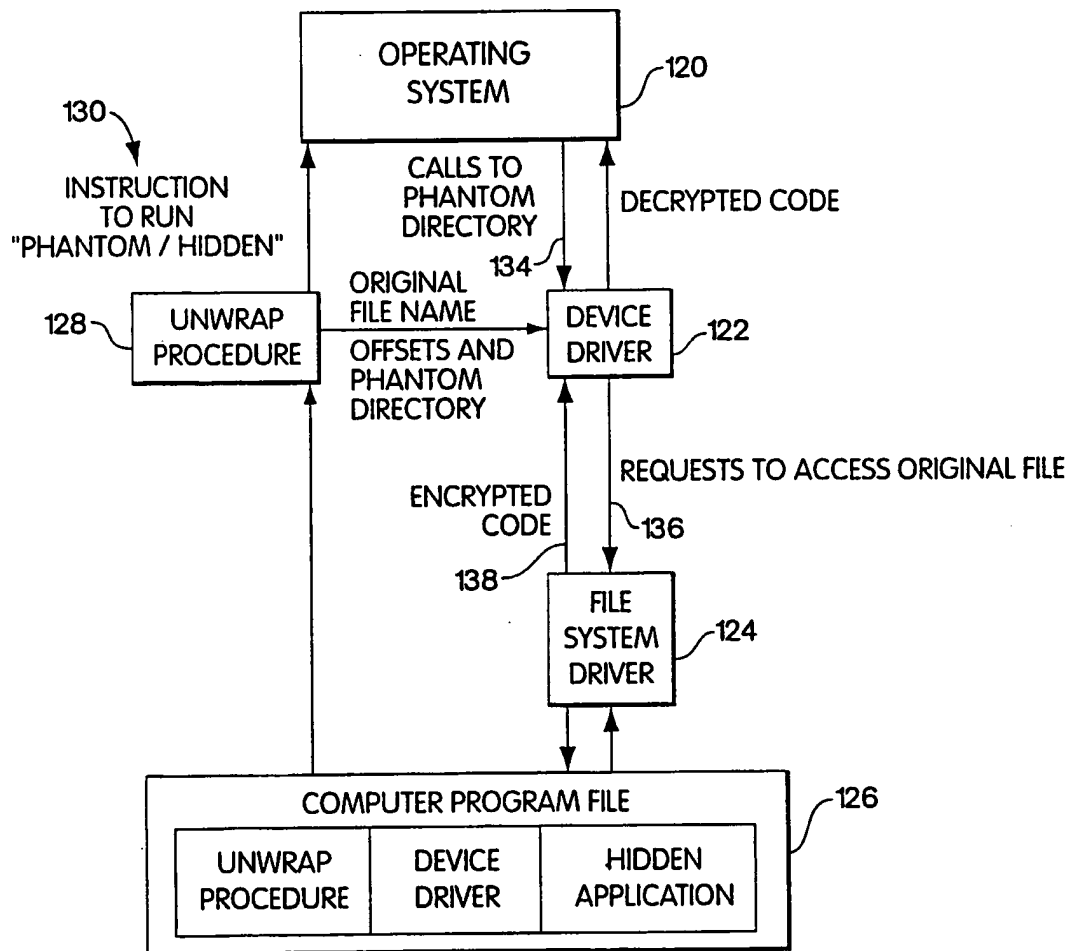 OPERATING
SYSTEM
120
130
INSTRUCTION
TO RUN
"PHANTOM / HIDDEN"
CALLS TO
PHANTOM
DIRECTORY
134
DECRYPTED CODE
128
UNWRAP
PROCEDURE
ORIGINAL
FILE NAME
OFFSETS AND
PHANTOM
DIRECTORY
DEVICE
DRIVER
122
REQUESTS TO ACCESS ORIGINAL FILE
136
ENCRYPTED
CODE
138
FILE
SYSTEM
DRIVER
124
COMPUTER PROGRAM FILE
126
UNWRAP
PROCEDURE
DEVICE
DRIVER
HIDDEN
APPLICATION